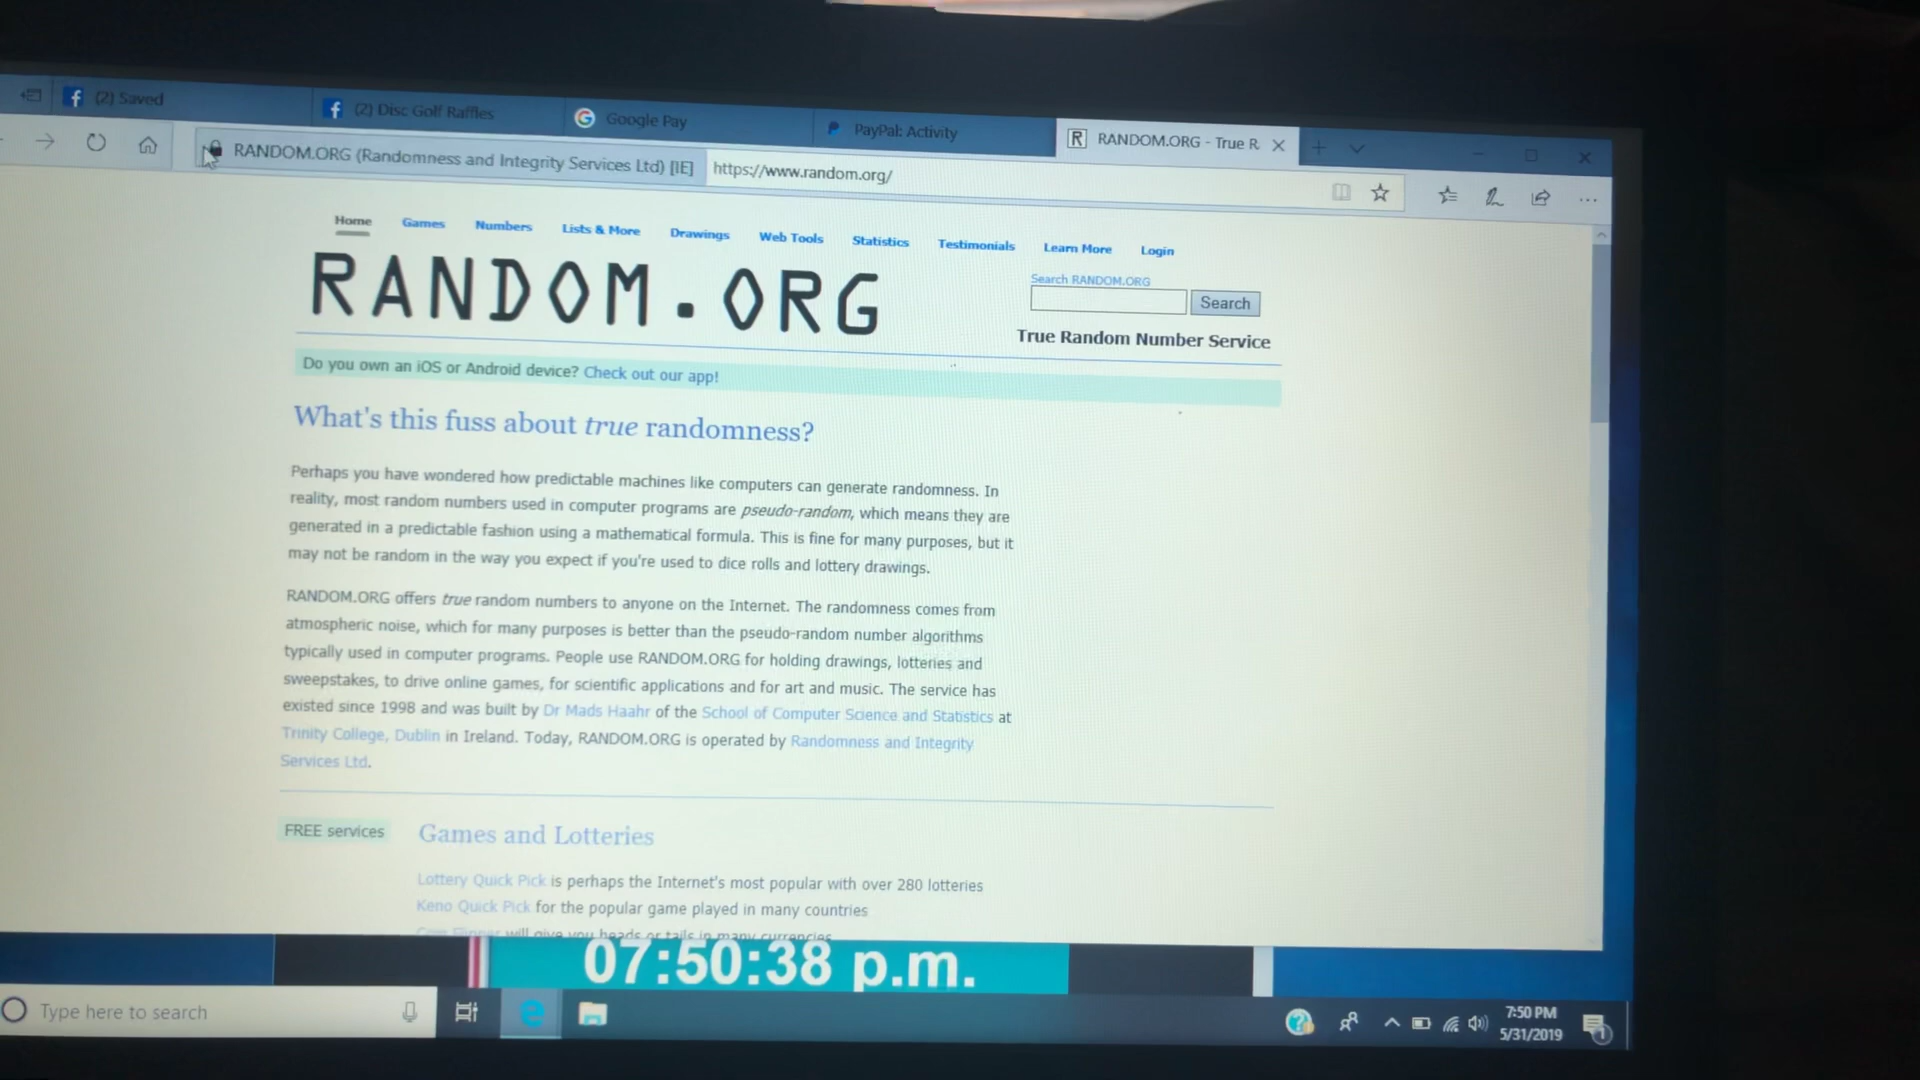 (2) Saved
(2) Disc Golf Raffles
Google Pay
PayPal: Activity
RANDOM.ORG - True R
RANDOM.ORG (Randomness and Integrity Services Ltd) [IE]
https://www.random.org/
Home Games Numbers Lists & More Drawings Web Tools Statistics Testimonials Learn More Login
RANDOM.ORG
Search RANDOM.ORG
Search
True Random Number Service
Do you own an iOS or Android device? Check out our app!
What's this fuss about true randomness?
Perhaps you have wondered how predictable machines like computers can generate randomness. In
reality, most random numbers used in computer programs are pseudo-random, which means they are
generated in a predictable fashion using a mathematical formula. This is fine for many purposes, but it
may not be random in the way you expect if you're used to dice rolls and lottery drawings.
RANDOM.ORG offers true random numbers to anyone on the Internet. The randomness comes from
atmospheric noise, which for many purposes is better than the pseudo-random number algorithms
typically used in computer programs. People use RANDOM.ORG for holding drawings, lotteries and
sweepstakes, to drive online games, for scientific applications and for art and music. The service has
existed since 1998 and was built by Dr Mads Haahr of the School of Computer Science and Statistics at
Trinity College, Dublin in Ireland. Today, RANDOM.ORG is operated by Randomness and Integrity
Services Ltd.
FREE services
Games and Lotteries
Lottery Quick Pick is perhaps the Internet's most popular with over 280 lotteries
Keno Quick Pick for the popular game played in many countries
Coin Flipper will give you heads or tails in many currencies
07:50:38 p.m.
Type here to search
7:50 PM
5/31/2019
1